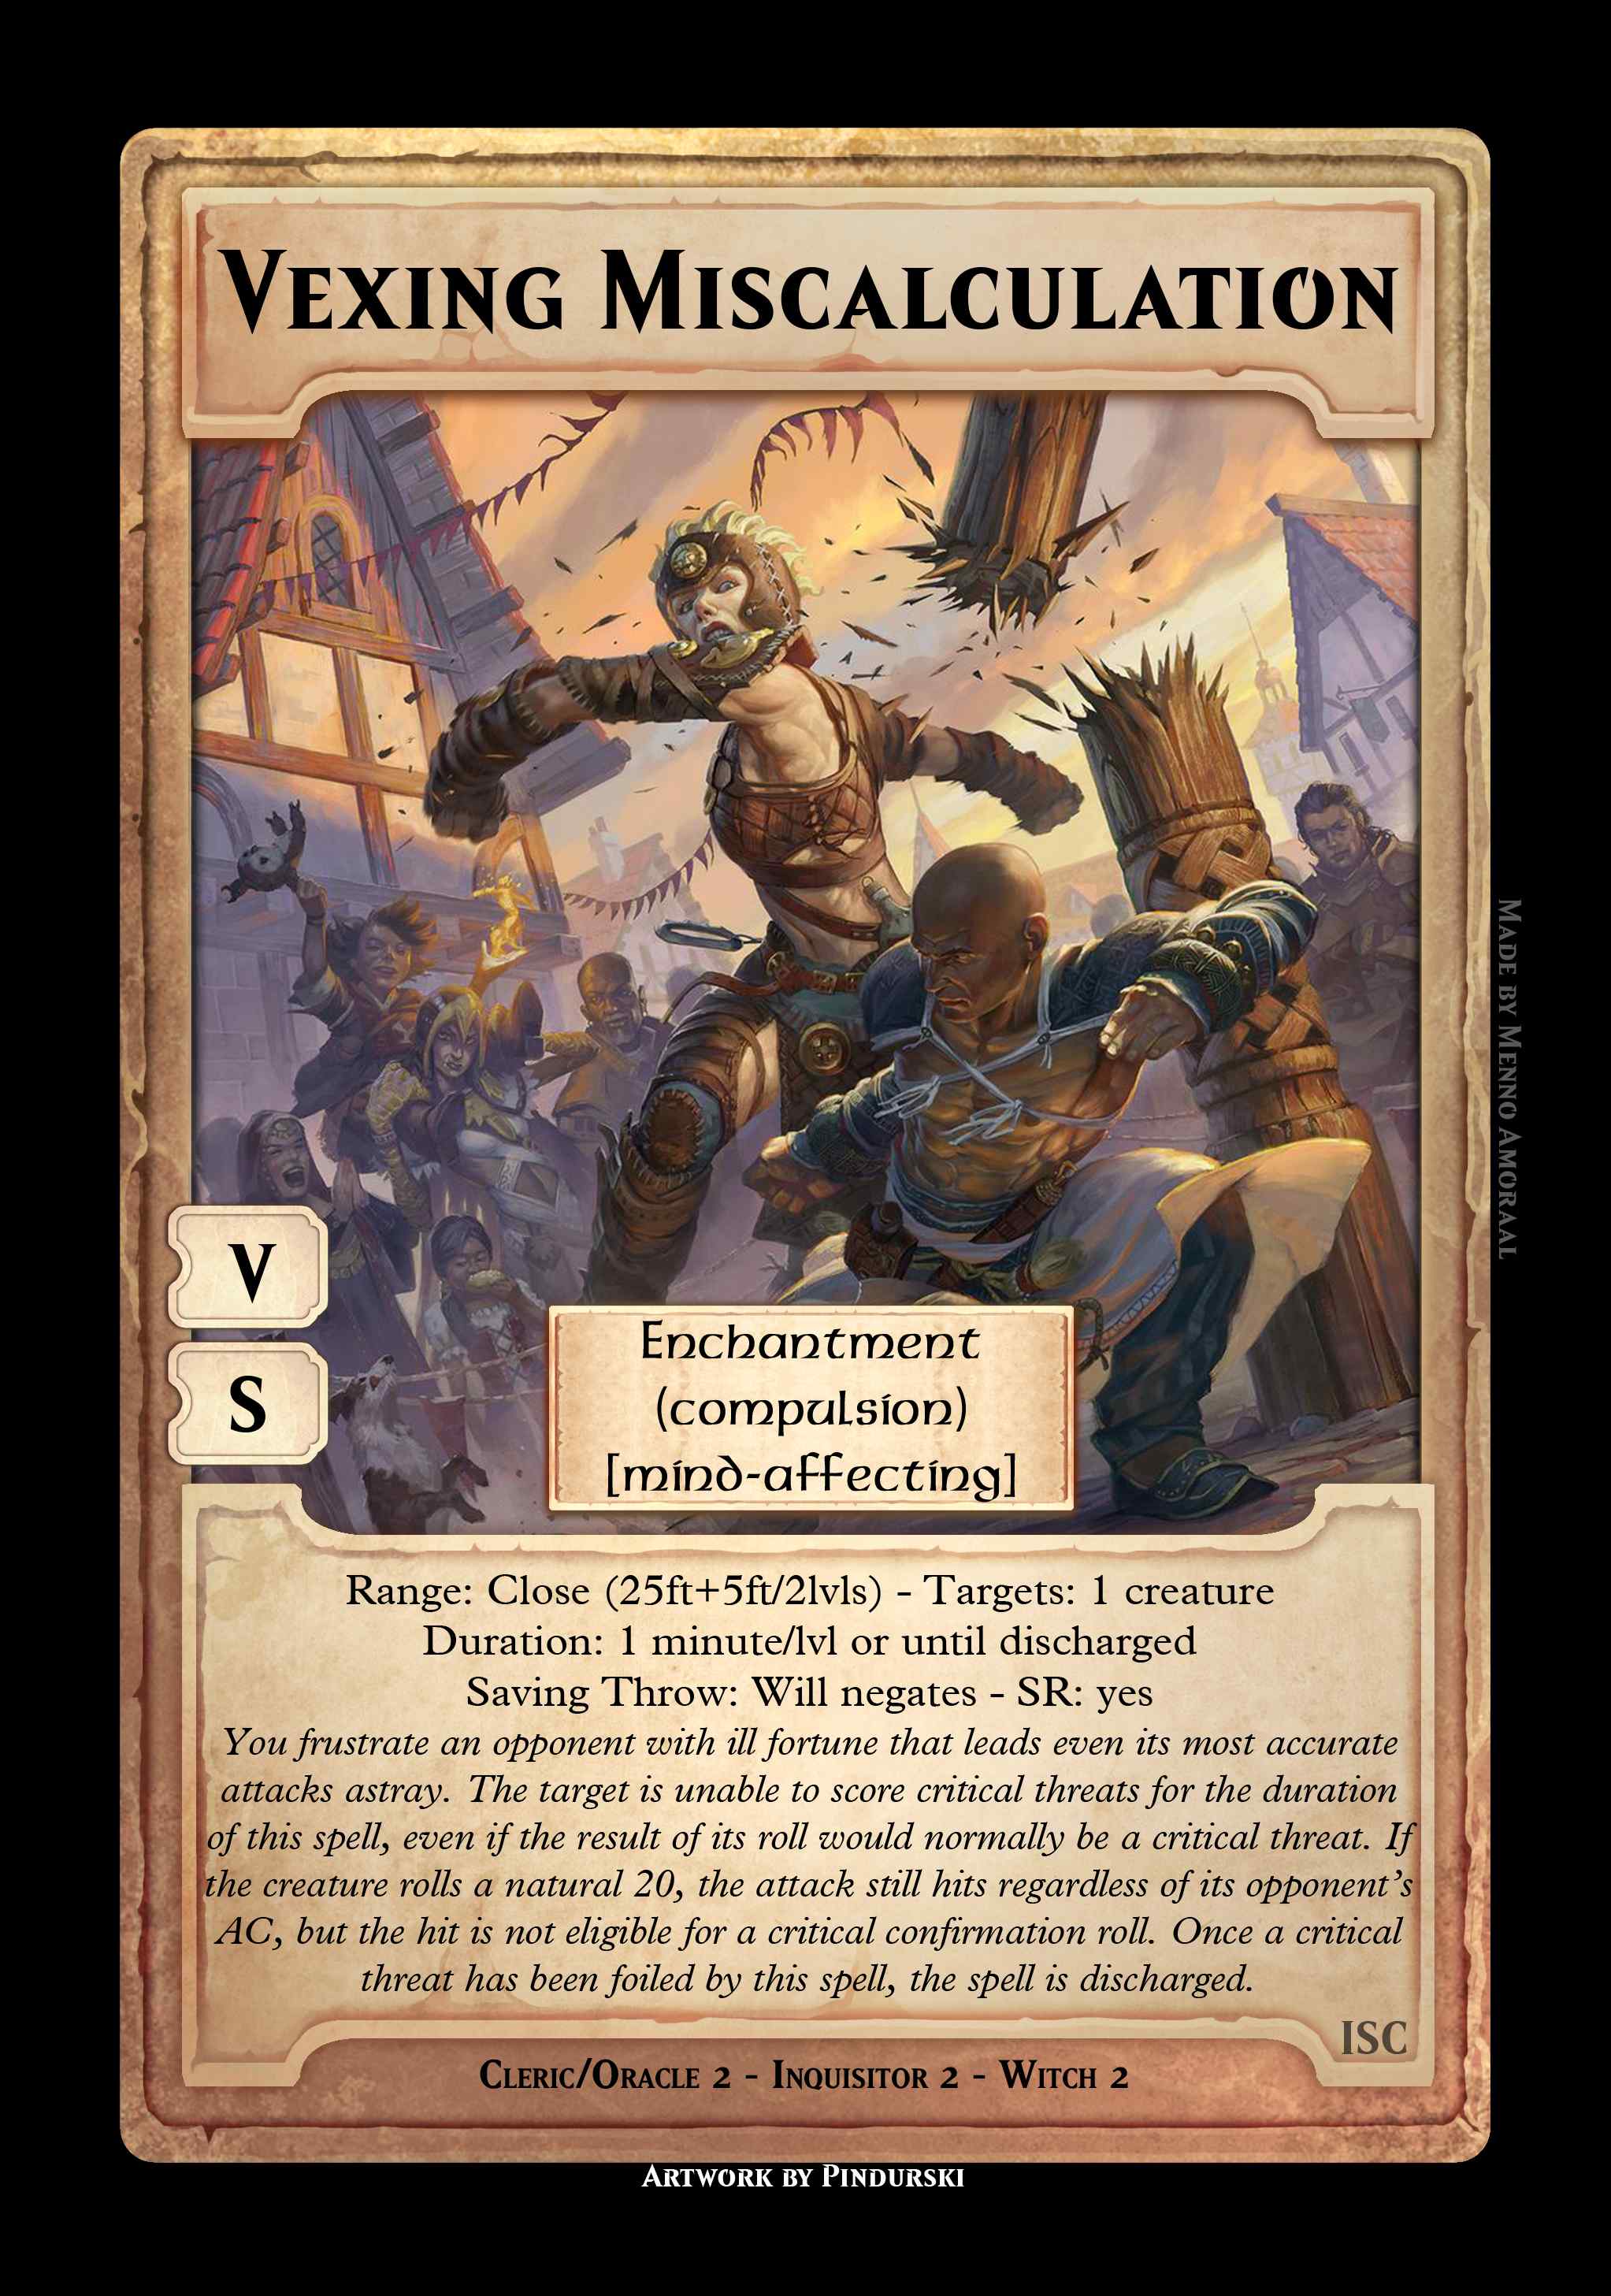 Vexing Miscalculation
V
S
Enchantment
(compulsion)
[mind-affecting]
Range: Close (25ft+5ft/2lvls) - Targets: 1 creature
Duration: 1 minute/lvl or until discharged
Saving Throw: Will negates - SR: yes
You frustrate an opponent with ill fortune that leads even its most accurate
attacks astray. The target is unable to score critical threats for the duration
of this spell, even if the result of its roll would normally be a critical threat. If
the creature rolls a natural 20, the attack still hits regardless of its opponent's
AC, but the hit is not eligible for a critical confirmation roll. Once a critical
threat has been foiled by this spell, the spell is discharged.
ISC
Cleric/Oracle 2 - Inquisitor 2 - Witch 2
Artwork by Pindurski
Made by Menno Amoraal